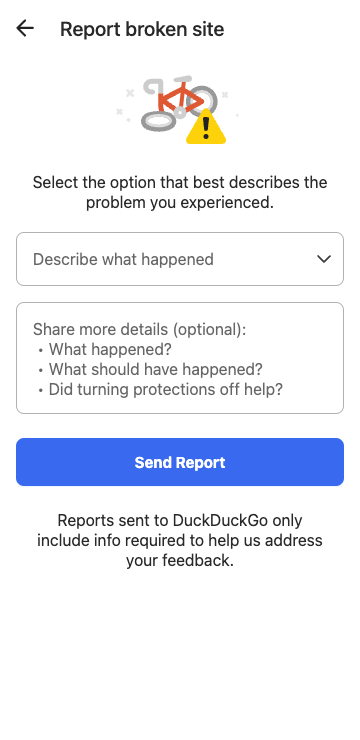 Report broken site
Select the option that best describes the
problem you experienced.
Describe what happened
Share more details (optional):
• What happened?
• What should have happened?
• Did turning protections off help?
Send Report
Reports sent to DuckDuckGo only
include info required to help us address
your feedback.